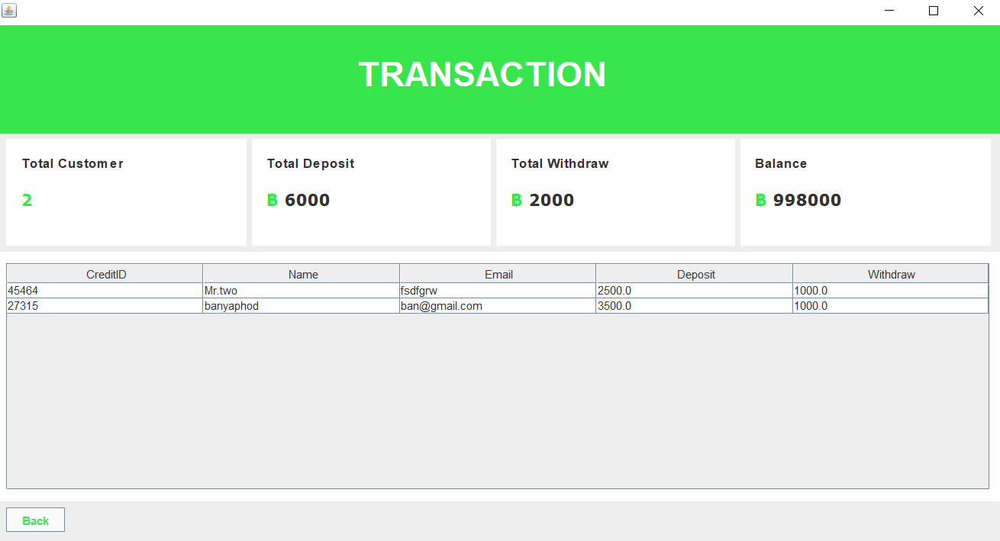 TRANSACTION
Total Customer Total Deposit Total Withdraw Balance
2 ฿ 6000 ฿ 2000 ฿ 998000
CreditID Name Email Deposit Withdraw
45464 Mr.two fsdfgrw 2500.0 1000.0
27315 banyaphod ban@gmail.com 3500.0 1000.0
Back